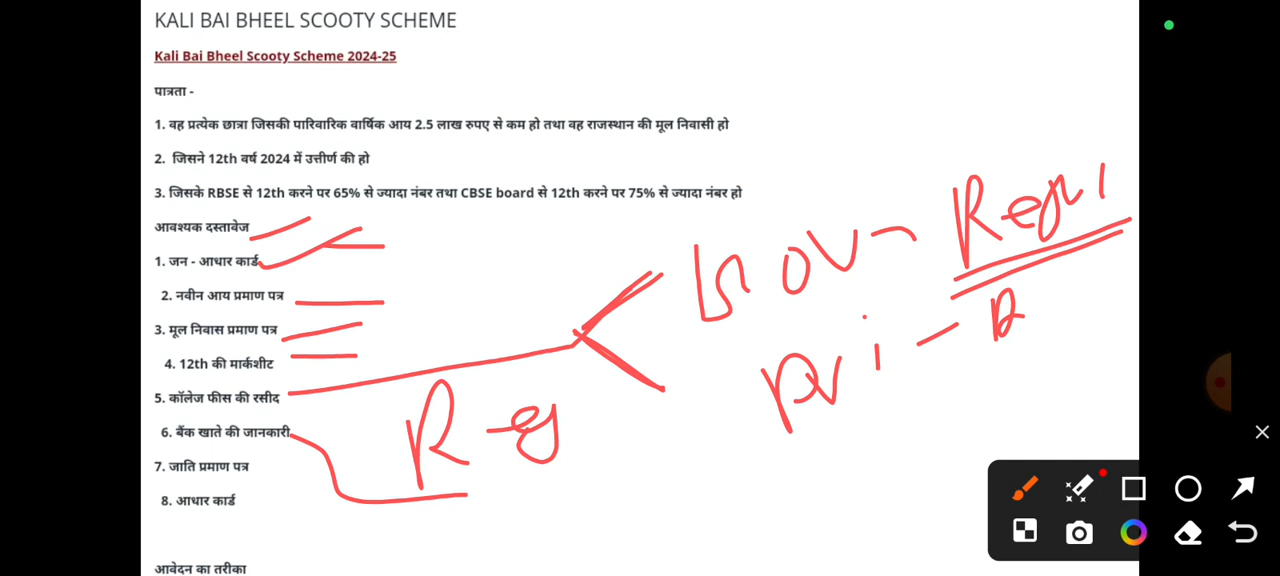 KALI BAI BHEEL SCOOTY SCHEME
Kali Bai Bheel Scooty Scheme 2024-25
पात्रता -
1. वह प्रत्येक छात्रा जिसकी पारिवारिक वार्षिक आय 2.5 लाख रुपए से कम हो तथा वह राजस्थान की मूल निवासी हो
2. जिसने 12th वर्ष 2024 में उत्तीर्ण की हो
3. जिसके RBSE से 12th करने पर 65% से ज्यादा नंबर तथा CBSE board से 12th करने पर 75% से ज्यादा नंबर हो
आवश्यक दस्तावेज
1. जन - आधार कार्ड
2. नवीन आय प्रमाण पत्र
3. मूल निवास प्रमाण पत्र
4. 12th की मार्कशीट
5. कॉलेज फीस की रसीद
6. बैंक खाते की जानकारी
7. जाति प्रमाण पत्र
8. आधार कार्ड
आवेदन का तरीका